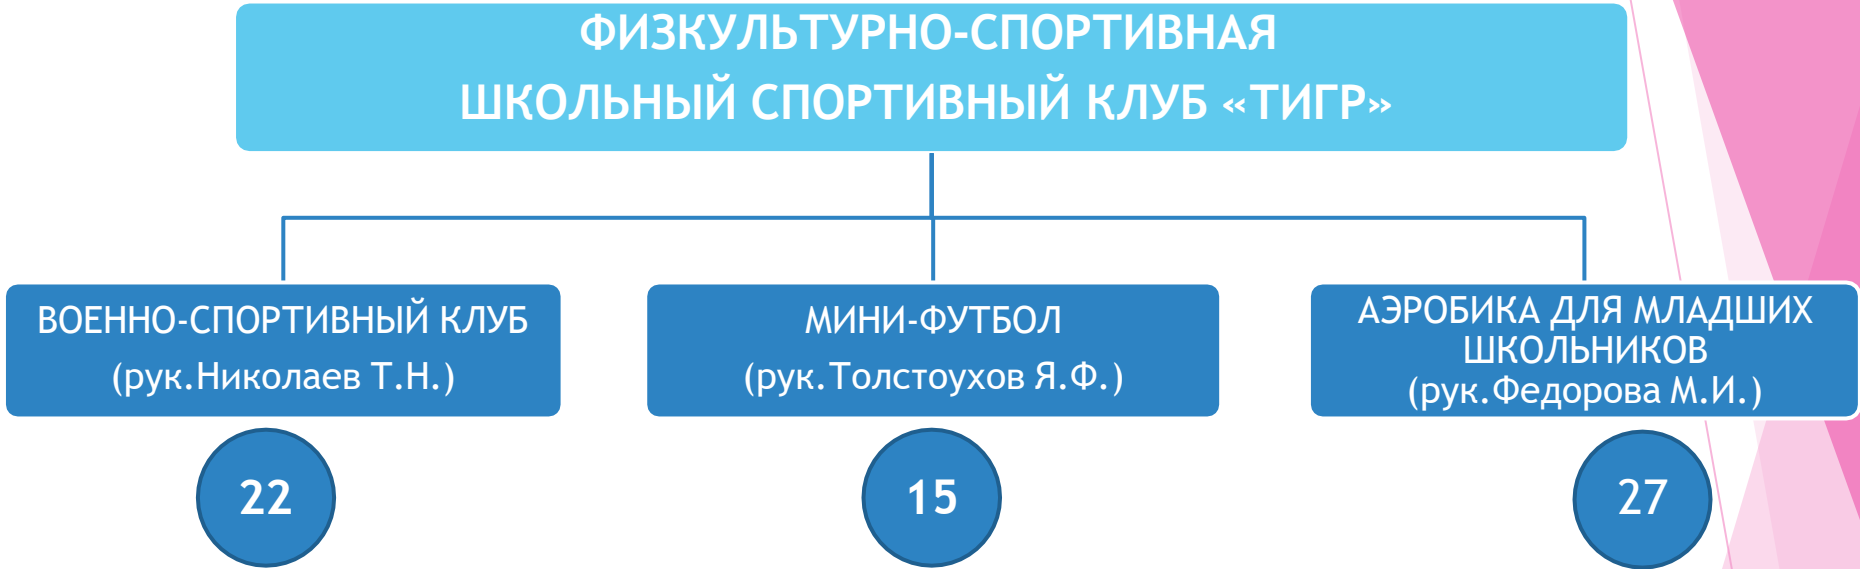 ФИЗКУЛЬТУРНО-СПОРТИВНАЯ
ШКОЛЬНЫЙ СПОРТИВНЫЙ КЛУБ «ТИГР»
ВОЕННО-СПОРТИВНЫЙ КЛУБ
(рук.Николаев Т.Н.)
22
МИНИ-ФУТБОЛ
(рук.Толстоухов Я.Ф.)
15
АЭРОБИКА ДЛЯ МЛАДШИХ
ШКОЛЬНИКОВ
(рук.Федорова М.И.)
27